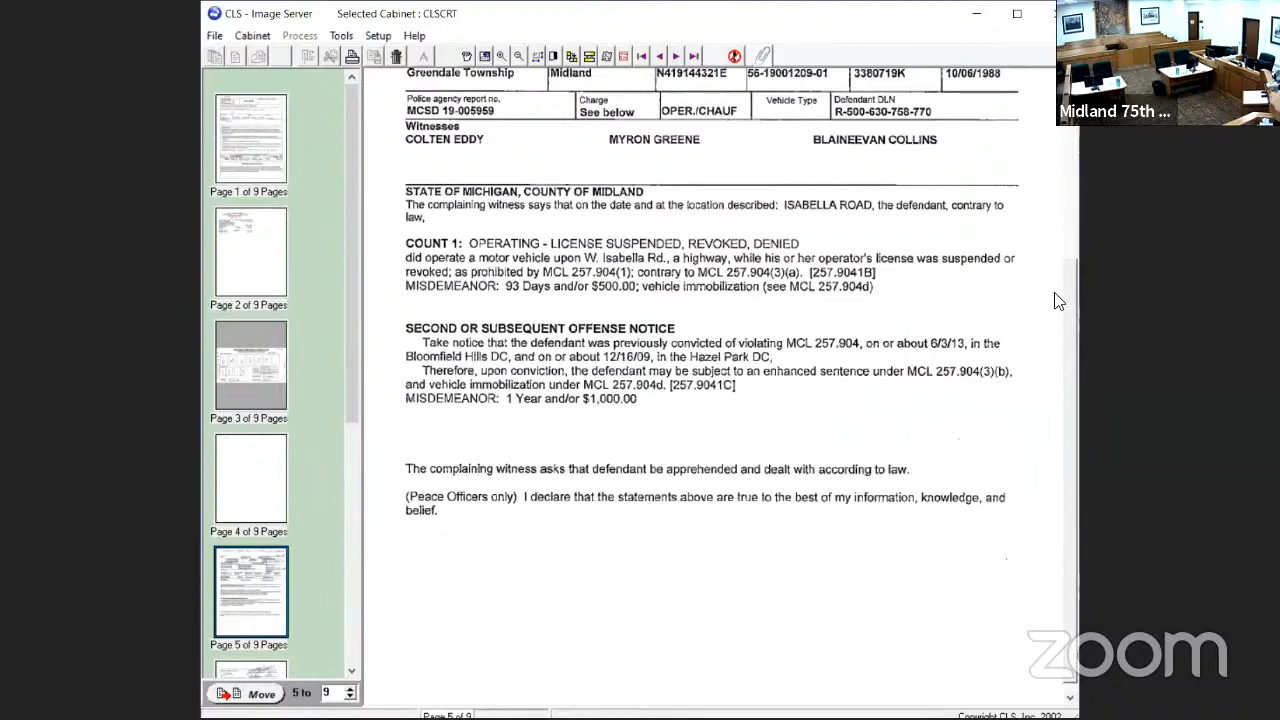 CLS - Image Server Selected Cabinet : CLSCRT
File Cabinet Process Tools Setup Help
Greendale Township Midland N419144321E 56-19001209-01 3380719K 10/06/1988
Police agency report no. Charge Vehicle Type Defendant DLN
MCSD 19-005959 See below OPER./CHAUF R-500-630-758-770
Witnesses
COLTEN EDDY MYRON GREENE BLAINEEVAN COLLINS
STATE OF MICHIGAN, COUNTY OF MIDLAND
The complaining witness says that on the date and at the location described: ISABELLA ROAD, the defendant, contrary to
law,
COUNT 1: OPERATING - LICENSE SUSPENDED, REVOKED, DENIED
did operate a motor vehicle upon W. Isabella Rd., a highway, while his or her operator's license was suspended or
revoked; as prohibited by MCL 257.904(1); contrary to MCL 257.904(3)(a). [257.9041B]
MISDEMEANOR: 93 Days and/or $500.00; vehicle immobilization (see MCL 257.904d)
SECOND OR SUBSEQUENT OFFENSE NOTICE
Take notice that the defendant was previously convicted of violating MCL 257.904, on or about 6/3/13, in the
Bloomfield Hills DC, and on or about 12/16/09, in the Hazel Park DC,
Therefore, upon conviction, the defendant may be subject to an enhanced sentence under MCL 257.904(3)(b),
and vehicle immobilization under MCL 257.904d. [257.9041C]
MISDEMEANOR: 1 Year and/or $1,000.00
The complaining witness asks that defendant be apprehended and dealt with according to law.
(Peace Officers only) I declare that the statements above are true to the best of my information, knowledge, and
belief.
Page 1 of 9 Pages
Page 2 of 9 Pages
Page 3 of 9 Pages
Page 4 of 9 Pages
Page 5 of 9 Pages
Move 5 to 9
Page 5 of 9
Copyright CLS, Inc. 2002
Midland 75th ...
zoom